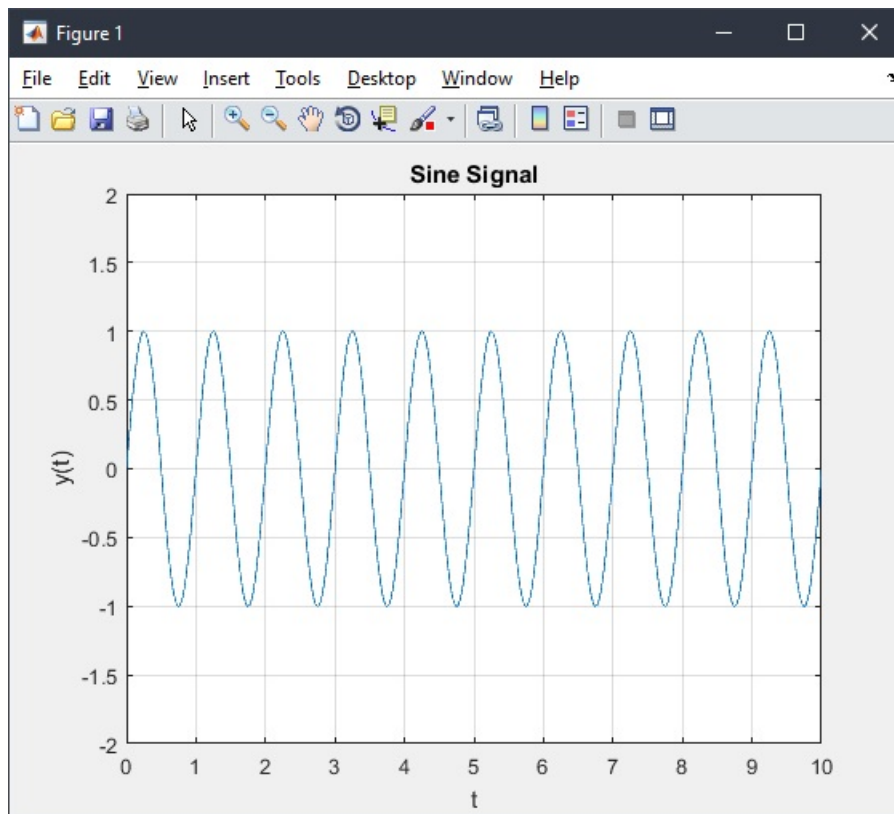 Figure 1
File Edit View Insert Tools Desktop Window Help
Sine Signal
2
1.5
1
0.5
0
-0.5
-1
-1.5
-2
y(t)
0 1 2 3 4 5 6 7 8 9 10
t